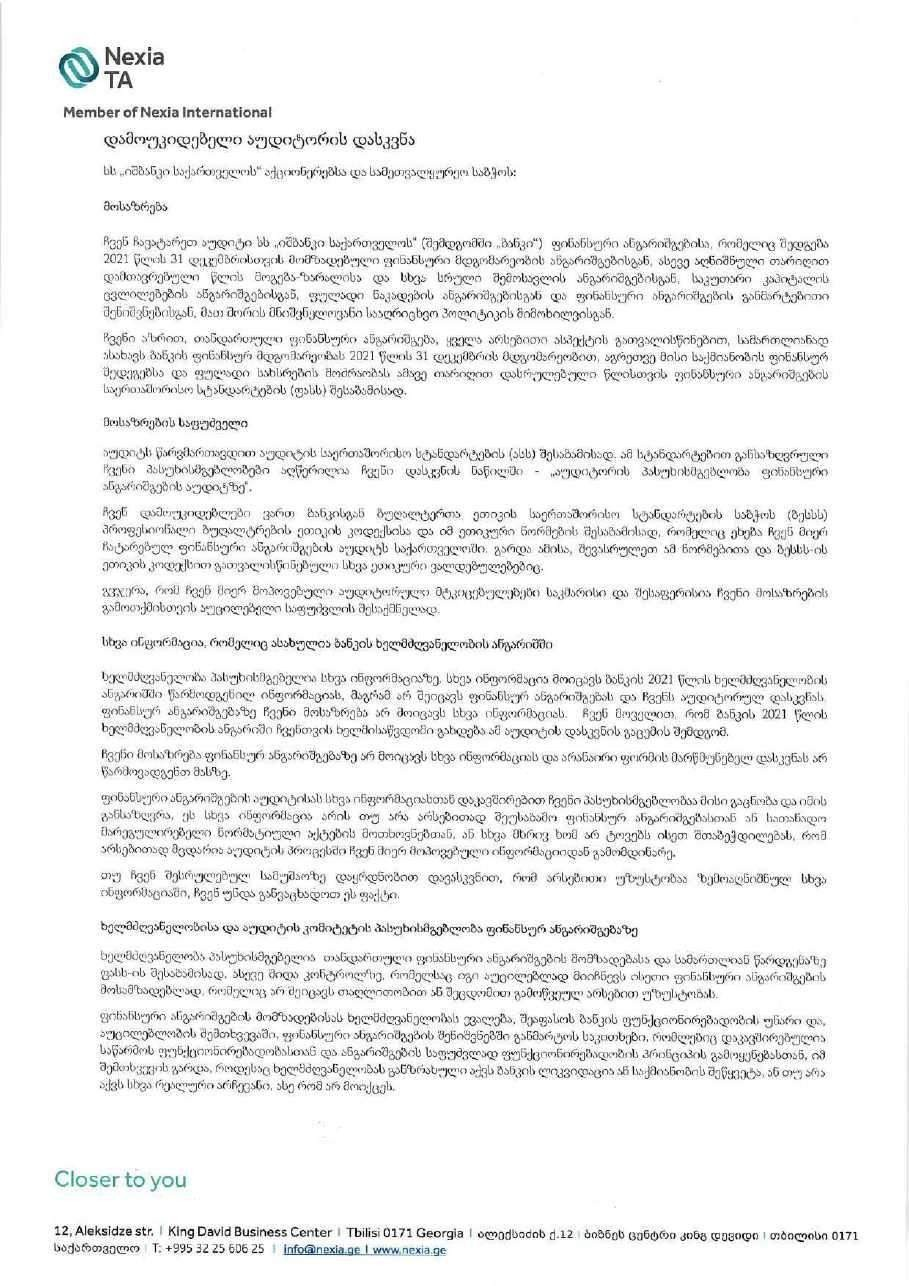 Nexia
TA
Member of Nexia International
დამოუკიდებელი აუდიტორის დასკვნა
სს „იშბანკი საქართველოს“ აქციონერებსა და სამეთვალყურეო საბჭოს:
მოსაზრება
ჩვენ ჩავატარეთ აუდიტი სს „იშბანკი საქართველოს“ (შემდგომში „ბანკი“) ფინანსური ანგარიშგებისა, რომელიც შედგება
2021 წლის 31 დეკემბრისთვის მომზადებული ფინანსური მდგომარეობის ანგარიშგებისგან, ასევე აღნიშნული თარიღით
დამთავრებული წლის მოგება-ზარალისა და სხვა სრული შემოსავლის ანგარიშგებისგან, საკუთარი კაპიტალის
ცვლილებების ანგარიშგებისგან, ფულადი ნაკადების ანგარიშგებისგან და ფინანსური ანგარიშგების განმარტებითი
შენიშვნებისგან, მათ შორის მნიშვნელოვანი სააღრიცხვო პოლიტიკის მიმოხილვისგან.
ჩვენი აზრით, თანდართული ფინანსური ანგარიშგება, ყველა არსებითი ასპექტის გათვალისწინებით, სამართლიანად
ასახავს ბანკის ფინანსურ მდგომარეობას 2021 წლის 31 დეკემბრის მდგომარეობით, აგრეთვე მისი საქმიანობის ფინანსურ
შედეგებსა და ფულადი სახსრების მოძრაობას ამავე თარიღით დასრულებული წლისთვის ფინანსური ანგარიშგების
საერთაშორისო სტანდარტების (ფასს) შესაბამისად.
მოსაზრების საფუძველი
აუდიტს წარვმართავდით აუდიტის საერთაშორისო სტანდარტების (ასს) შესაბამისად. ამ სტანდარტებით განსაზღვრული
ჩვენი პასუხისმგებლობები აღწერილია ჩვენი დასკვნის ნაწილში - „აუდიტორის პასუხისმგებლობა ფინანსური
ანგარიშგების აუდიტზე“.
ჩვენ დამოუკიდებლები ვართ ბანკისგან ბუღალტერთა ეთიკის საერთაშორისო სტანდარტების საბჭოს (ბესსს)
პროფესიონალი ბუღალტრების ეთიკის კოდექსისა და იმ ეთიკური ნორმების შესაბამისად, რომელიც ეხება ჩვენ მიერ
ჩატარებულ ფინანსური ანგარიშგების აუდიტს საქართველოში. გარდა ამისა, შევასრულეთ ამ ნორმებითა და ბესსს-ის
ეთიკის კოდექსით გათვალისწინებული სხვა ეთიკური ვალდებულებებიც.
გვჯერა, რომ ჩვენ მიერ მოპოვებული აუდიტორული მტკიცებულებები საკმარისი და შესაფერისია ჩვენი მოსაზრების
გამოთქმისთვის აუცილებელი საფუძვლის შესაქმნელად.
სხვა ინფორმაცია, რომელიც ასახულია ბანკის ხელმძღვანელობის ანგარიშში
ხელმძღვანელობა პასუხისმგებელია სხვა ინფორმაციაზე. სხვა ინფორმაცია მოიცავს ბანკის 2021 წლის ხელმძღვანელობის
ანგარიშში წარმოდგენილ ინფორმაციას, მაგრამ არ შეიცავს ფინანსურ ანგარიშგებას და ჩვენს აუდიტორულ დასკვნას.
ფინანსურ ანგარიშგებაზე ჩვენი მოსაზრება არ მოიცავს სხვა ინფორმაციას. ჩვენ მოველით, რომ ბანკის 2021 წლის
ხელმძღვანელობის ანგარიში ჩვენთვის ხელმისაწვდომი გახდება ამ აუდიტის დასკვნის გაცემის შემდგომ.
ჩვენი მოსაზრება ფინანსურ ანგარიშგებაზე არ მოიცავს სხვა ინფორმაციას და არანაირი ფორმის მარწმუნებელ დასკვნას არ
წარმოვადგენთ მასზე.
ფინანსური ანგარიშგების აუდიტისას სხვა ინფორმაციასთან დაკავშირებით ჩვენი პასუხისმგებლობაა მისი გაცნობა და იმის
განსაზღვრა, ეს სხვა ინფორმაცია არის თუ არა არსებითად შეუსაბამო ფინანსურ ანგარიშგებასთან ან სათანადო
მარეგულირებელი ნორმატიული აქტების მოთხოვნებთან, ან სხვა მხრივ ხომ არ ტოვებს ისეთ შთაბეჭდილებას, რომ
არსებითად მცდარია აუდიტის პროცესში ჩვენ მიერ მოპოვებული ინფორმაციიდან გამომდინარე.
თუ ჩვენ შესრულებულ სამუშაოზე დაყრდნობით დავასკვნით, რომ არსებითი უზუსტობაა ზემოაღნიშნულ სხვა
ინფორმაციაში, ჩვენ უნდა განვაცხადოთ ეს ფაქტი.
ხელმძღვანელობისა და აუდიტის კომიტეტის პასუხისმგებლობა ფინანსურ ანგარიშგებაზე
ხელმძღვანელობა პასუხისმგებელია თანდართული ფინანსური ანგარიშგების მომზადებასა და სამართლიან წარდგენაზე
ფასს-ის შესაბამისად, ასევე შიდა კონტროლზე, რომელსაც იგი აუცილებლად მიიჩნევს ისეთი ფინანსური ანგარიშგების
მოსამზადებლად, რომელიც არ შეიცავს თაღლითობით ან შეცდომით გამოწვეულ არსებით უზუსტობას.
ფინანსური ანგარიშგების მომზადებისას ხელმძღვანელობას ევალება, შეაფასოს ბანკის ფუნქციონირებადობის უნარი და,
აუცილებლობის შემთხვევაში, ფინანსური ანგარიშგების შენიშვნებში განმარტოს საკითხები, რომლებიც დაკავშირებულია
საწარმოს ფუნქციონირებადობასთან და ანგარიშგების საფუძვლად ფუნქციონირებადობის პრინციპის გამოყენებასთან, იმ
შემთხვევის გარდა, როდესაც ხელმძღვანელობას განზრახული აქვს ბანკის ლიკვიდაცია ან საქმიანობის შეწყვეტა, ან თუ არა
აქვს სხვა რეალური არჩევანი, ასე რომ არ მოიქცეს.
Closer to you
12, Aleksidze str. | King David Business Center | Tbilisi 0171 Georgia | ალექსიძის ქ.12 | ბიზნეს ცენტრი კინგ დევიდი | თბილისი 0171
საქართველო | T: +995 32 25 606 25 | info@nexia.ge | www.nexia.ge